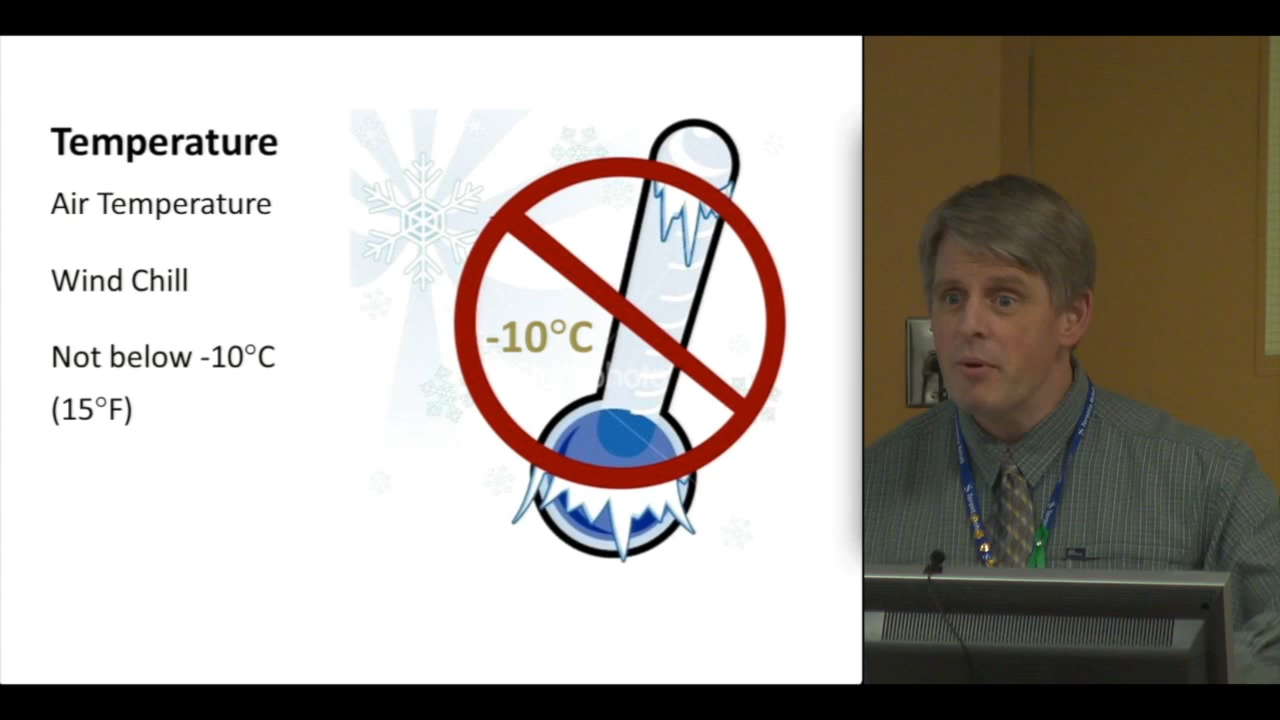 Temperature
Air Temperature
Wind Chill
Not below -10°C
(15°F)
-10°C